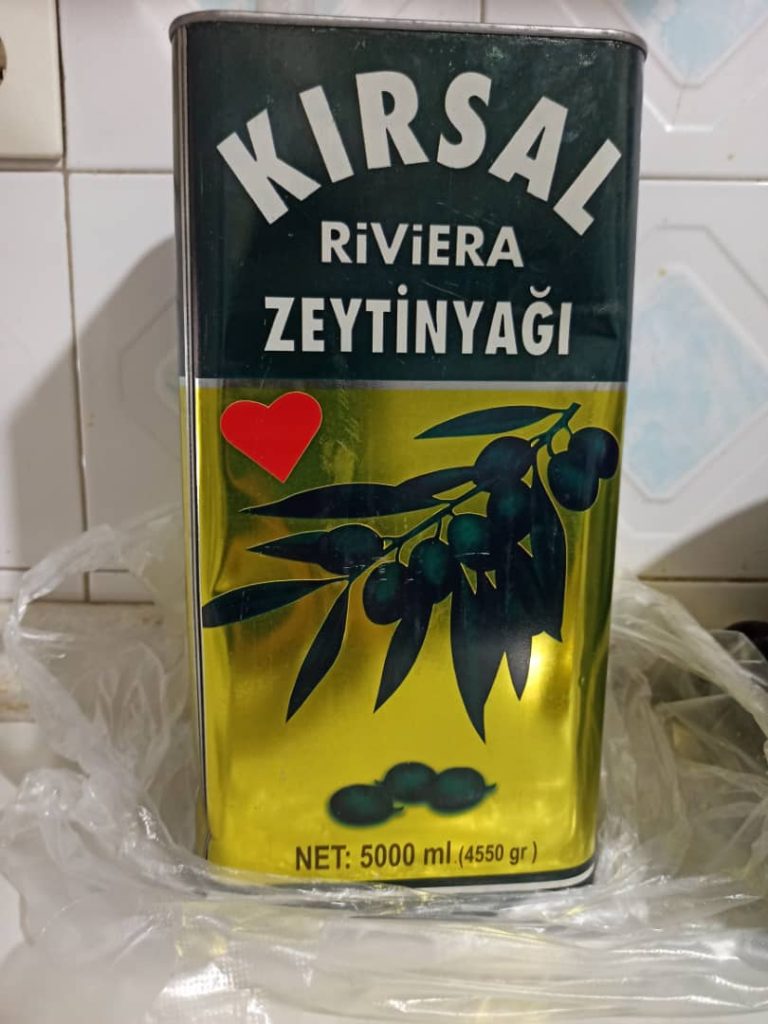 KIRSAL
RiViERA
ZEYTİNYAĞI
NET: 5000 ml (4550 gr)